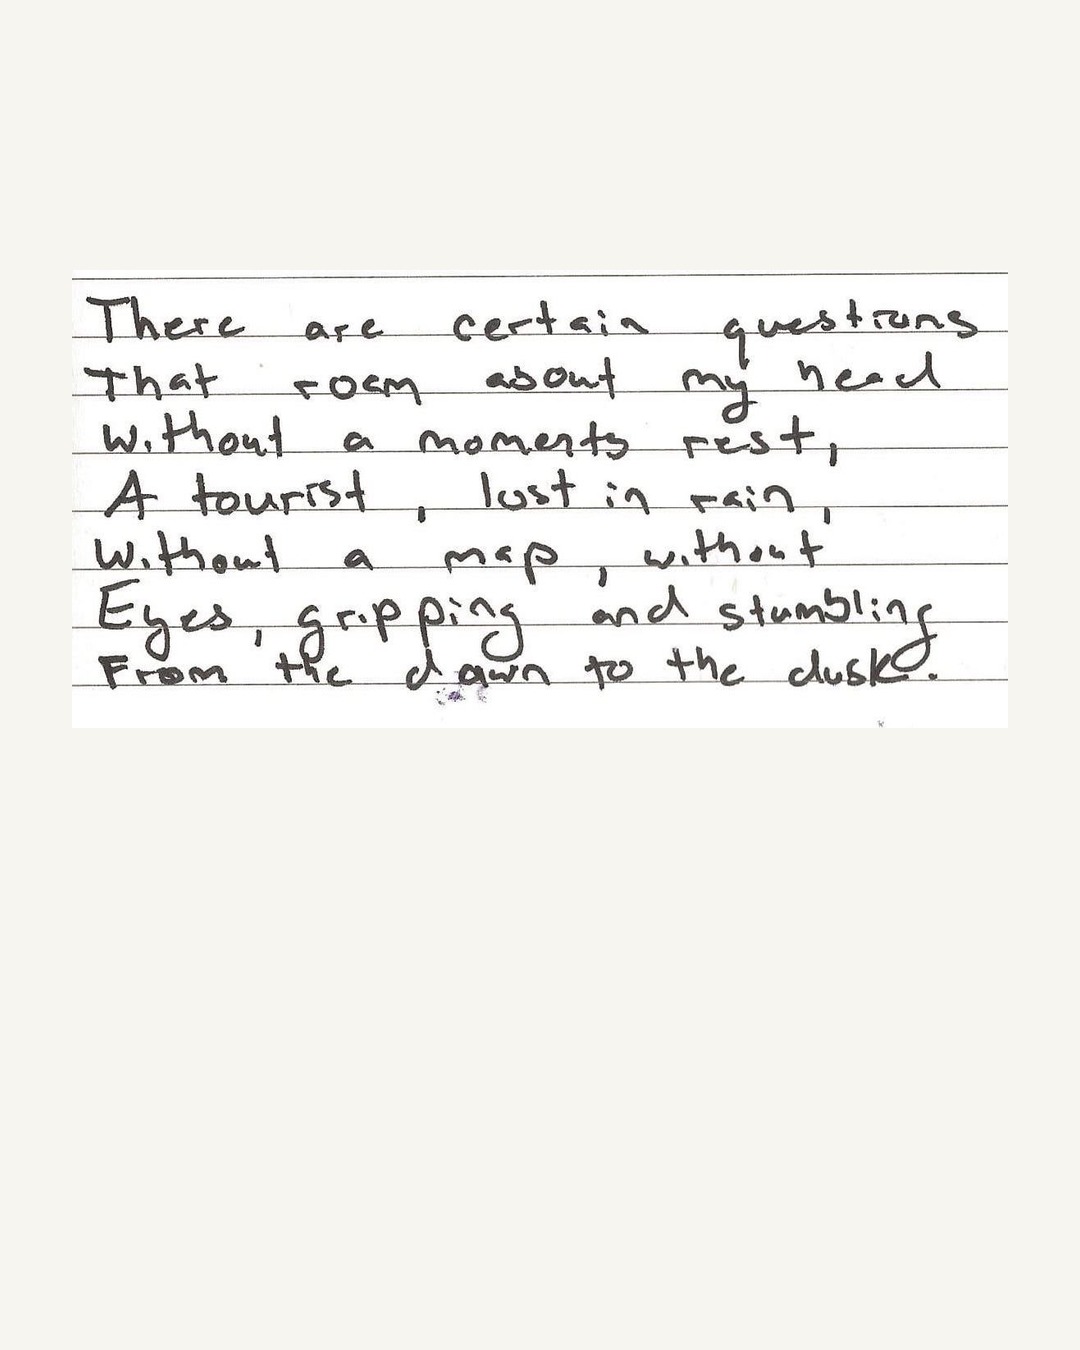 There are certain questions
That roam about my head
Without a moments rest,
A tourist, lost in rain,
Without a map, without
Eyes, gripping and stumbling
From the dawn to the dusk.